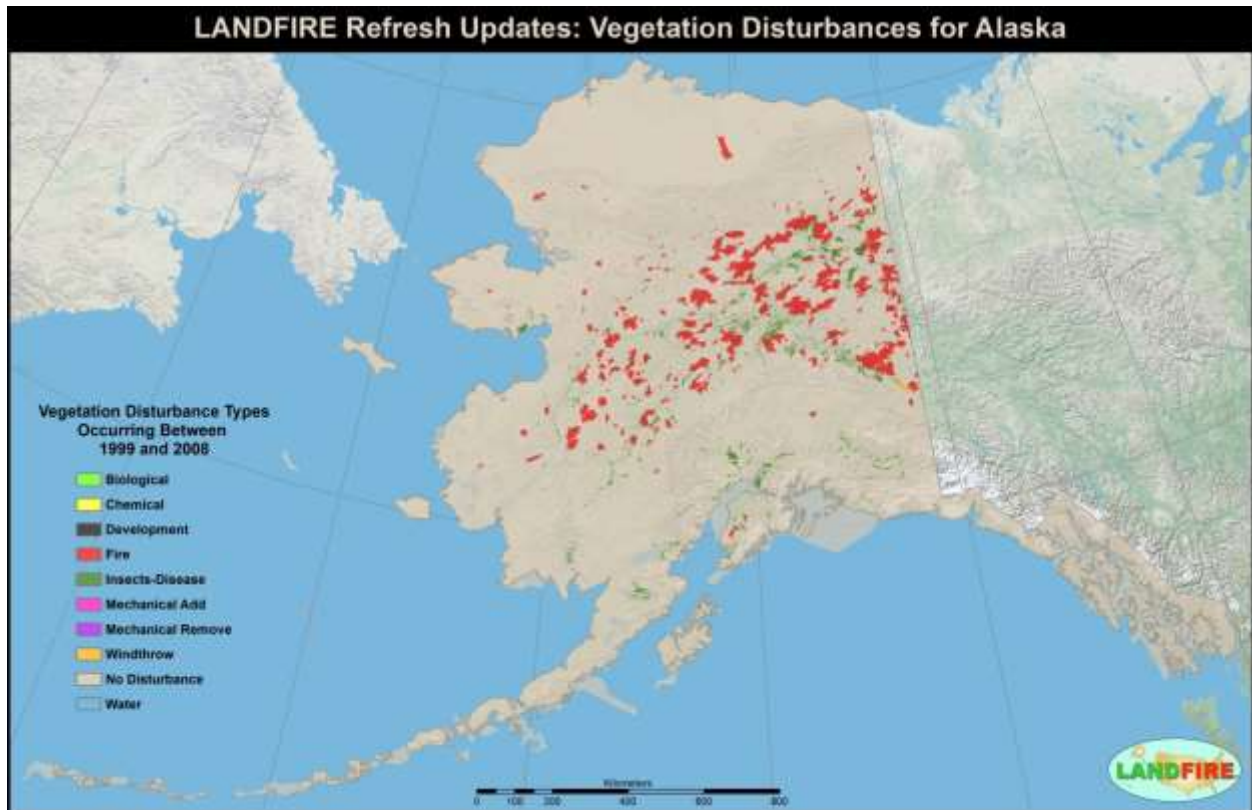 LANDFIRE Refresh Updates: Vegetation Disturbances for Alaska
Vegetation Disturbance Types
Occurring Between
1999 and 2008
Biological
Chemical
Development
Fire
Insects-Disease
Mechanical Add
Mechanical Remove
Windthrow
No Disturbance
Water
Kilometers
0 100 200 400 600 800
LANDFIRE